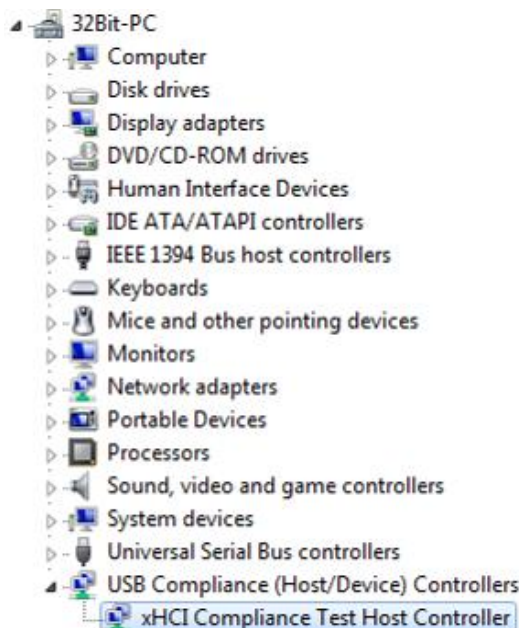 32Bit-PC
Computer
Disk drives
Display adapters
DVD/CD-ROM drives
Human Interface Devices
IDE ATA/ATAPI controllers
IEEE 1394 Bus host controllers
Keyboards
Mice and other pointing devices
Monitors
Network adapters
Portable Devices
Processors
Sound, video and game controllers
System devices
Universal Serial Bus controllers
USB Compliance (Host/Device) Controllers
xHCI Compliance Test Host Controller